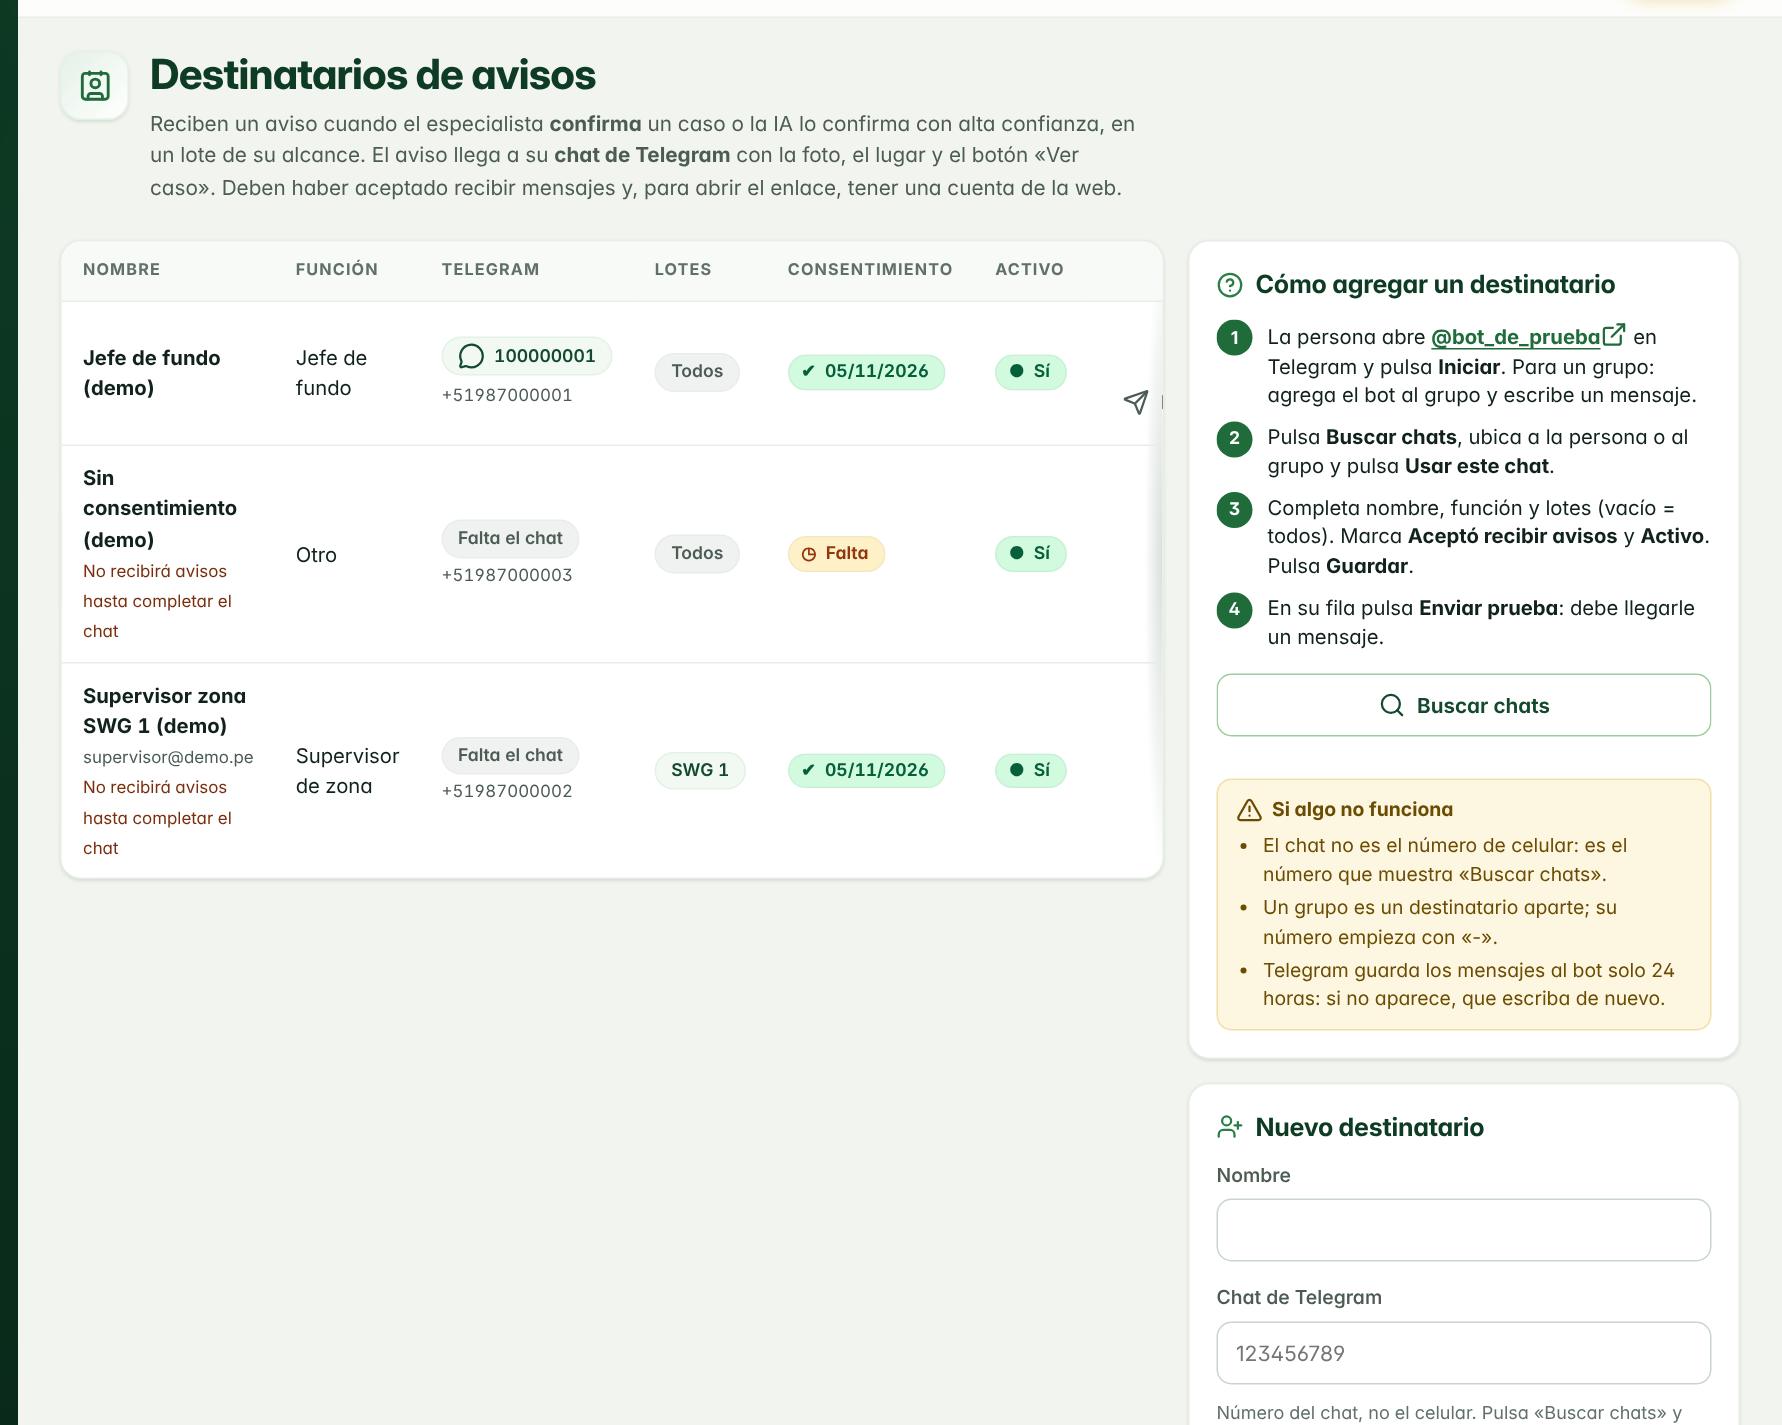 Destinatarios de avisos
Reciben un aviso cuando el especialista confirma un caso o la IA lo confirma con alta confianza, en
un lote de su alcance. El aviso llega a su chat de Telegram con la foto, el lugar y el botón «Ver
caso». Deben haber aceptado recibir mensajes y, para abrir el enlace, tener una cuenta de la web.
NOMBRE FUNCIÓN TELEGRAM LOTES CONSENTIMIENTO ACTIVO
Jefe de fundo
(demo)
Jefe de
fundo
100000001
+51987000001
Todos
✔ 05/11/2026
Sí
Sin
consentimiento
(demo)
No recibirá avisos
hasta completar el
chat
Otro
Falta el chat
+51987000003
Todos
Falta
Sí
Supervisor zona
SWG 1 (demo)
supervisor@demo.pe
No recibirá avisos
hasta completar el
chat
Supervisor
de zona
Falta el chat
+51987000002
SWG 1
✔ 05/11/2026
Sí
Cómo agregar un destinatario
1 La persona abre @bot_de_prueba en
Telegram y pulsa Iniciar. Para un grupo:
agrega el bot al grupo y escribe un mensaje.
2 Pulsa Buscar chats, ubica a la persona o al
grupo y pulsa Usar este chat.
3 Completa nombre, función y lotes (vacío =
todos). Marca Aceptó recibir avisos y Activo.
Pulsa Guardar.
4 En su fila pulsa Enviar prueba: debe llegarle
un mensaje.
Buscar chats
Si algo no funciona
• El chat no es el número de celular: es el
número que muestra «Buscar chats».
• Un grupo es un destinatario aparte; su
número empieza con «-».
• Telegram guarda los mensajes al bot solo 24
horas: si no aparece, que escriba de nuevo.
Nuevo destinatario
Nombre
Chat de Telegram
123456789
Número del chat, no el celular. Pulsa «Buscar chats» y